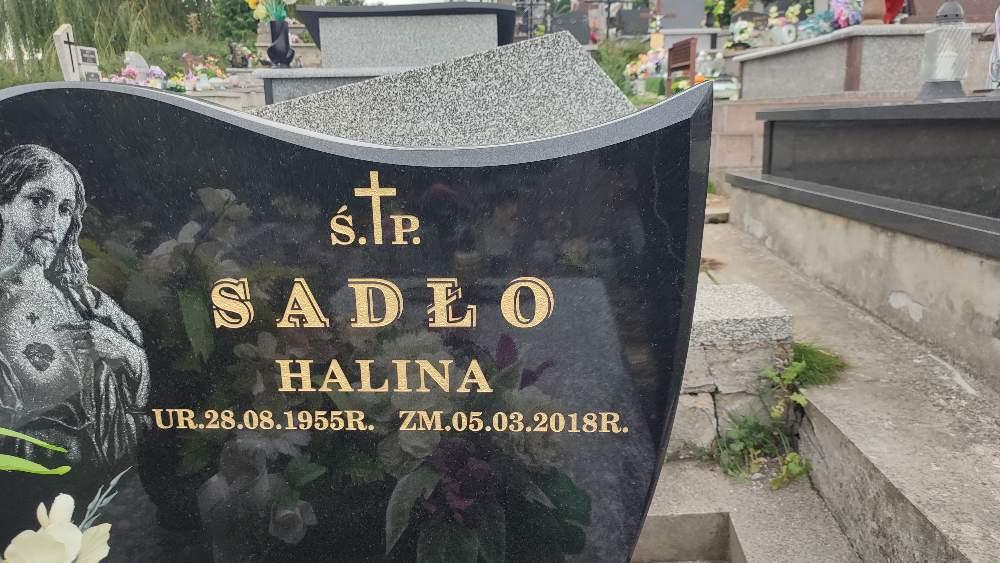 Ś.P.
SADŁO
HALINA
UR.28.08.1955R. ZM.05.03.2018R.